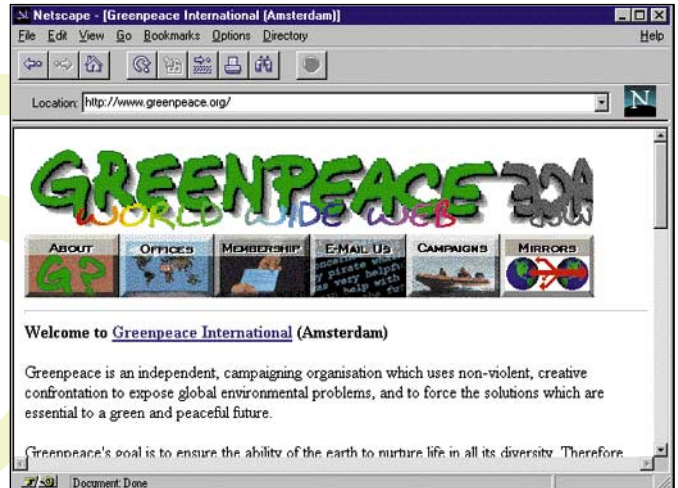 Netscape - [Greenpeace International (Amsterdam)]
File Edit View Go Bookmarks Options Directory Help
Location: http://www.greenpeace.org/
N
GREENPEACE
WORLD WIDE WEB
ABOUT OFFICES MEMBERSHIP E-MAIL US CAMPAIGNS MIRRORS
G?
Welcome to Greenpeace International (Amsterdam)
Greenpeace is an independent, campaigning organisation which uses non-violent, creative
confrontation to expose global environmental problems, and to force the solutions which are
essential to a green and peaceful future.
Greenpeace's goal is to ensure the ability of the earth to nurture life in all its diversity. Therefore
Document: Done